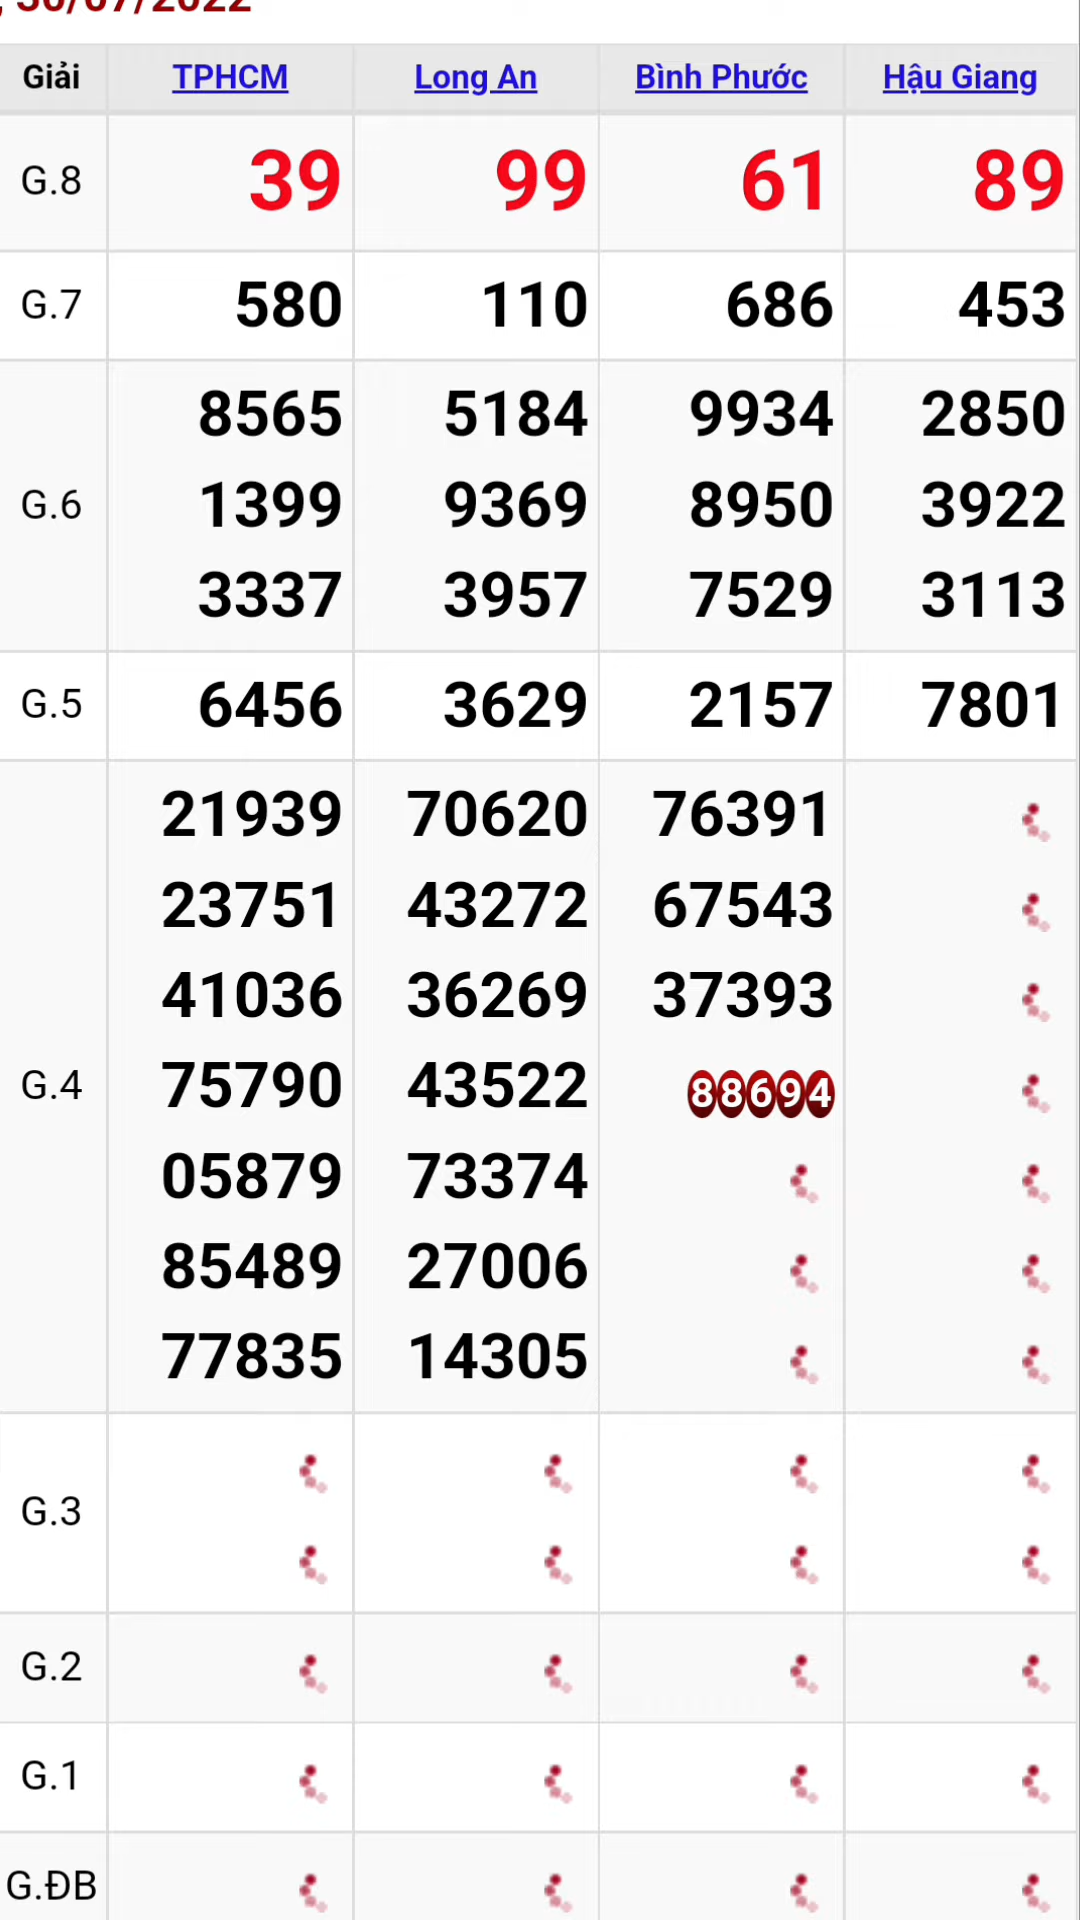 , 30/07/2022
Giải TPHCM Long An Bình Phước Hậu Giang
G.8 39 99 61 89
G.7 580 110 686 453
8565 5184 9934 2850
G.6 1399 9369 8950 3922
3337 3957 7529 3113
G.5 6456 3629 2157 7801
21939 70620 76391
23751 43272 67543
41036 36269 37393
G.4 75790 43522 88694
05879 73374
85489 27006
77835 14305
G.3
G.2
G.1
G.ĐB